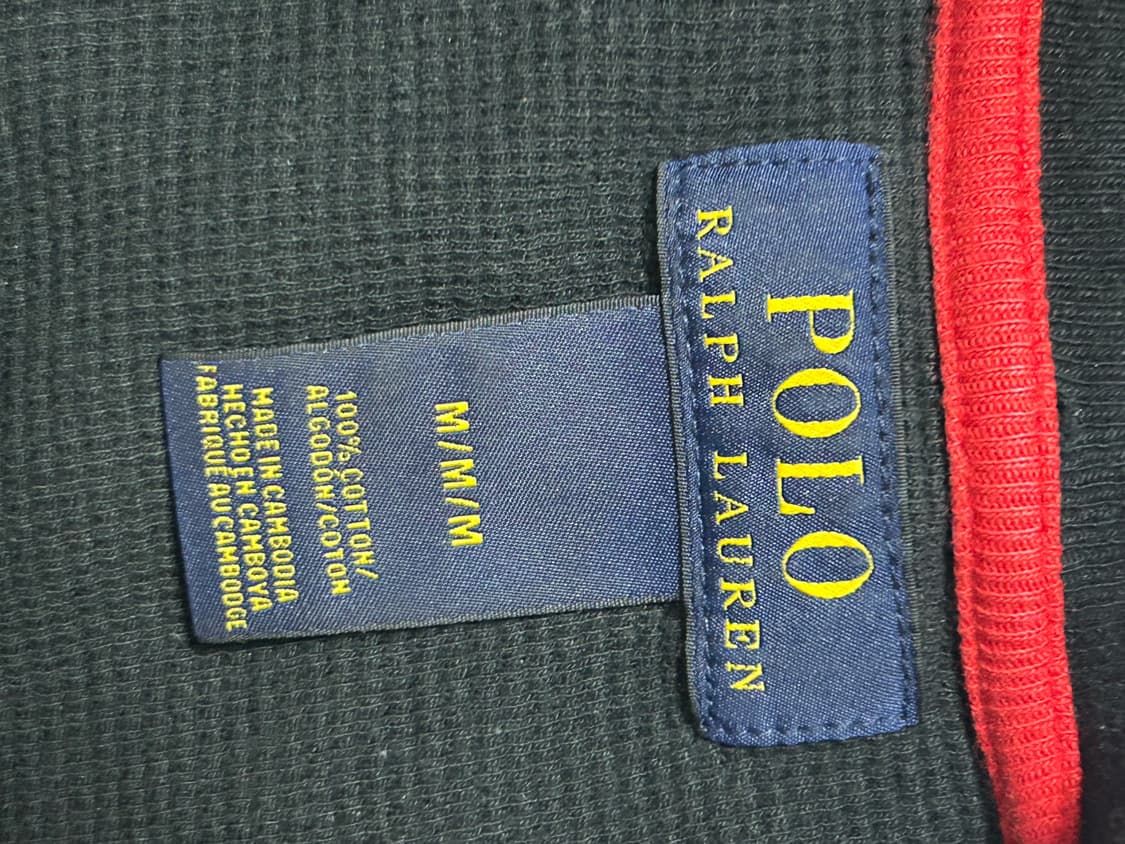 POLO
RALPH LAUREN
M/M/M
100% COTTON/
ALGODÓN/COTON
MADE IN CAMBODIA
HECHO EN CAMBOYA
FABRIQUÉ AU CAMBODGE